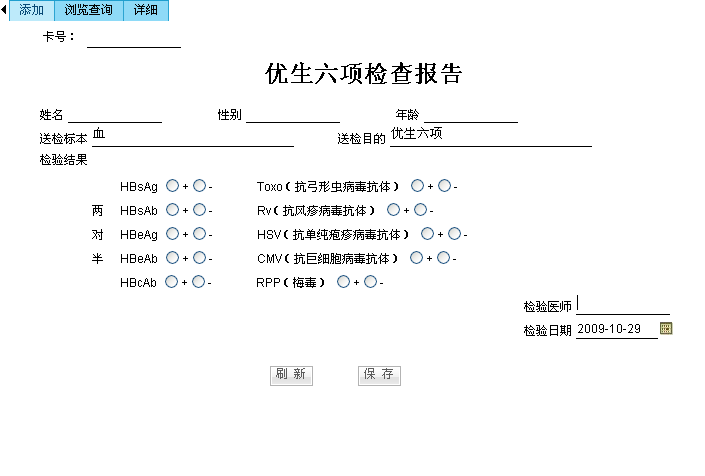 添加 浏览查询 详细
卡号：
优生六项检查报告
姓名 性别 年龄
送检标本 血 送检目的 优生六项
检验结果
HBsAg + - Toxo（抗弓形虫病毒抗体） + -
两 HBsAb + - Rv（抗风疹病毒抗体） + -
对 HBeAg + - HSV（抗单纯疱疹病毒抗体） + -
半 HBeAb + - CMV（抗巨细胞病毒抗体） + -
HBcAb + - RPP（梅毒） + -
检验医师
检验日期 2009-10-29
刷 新 保 存